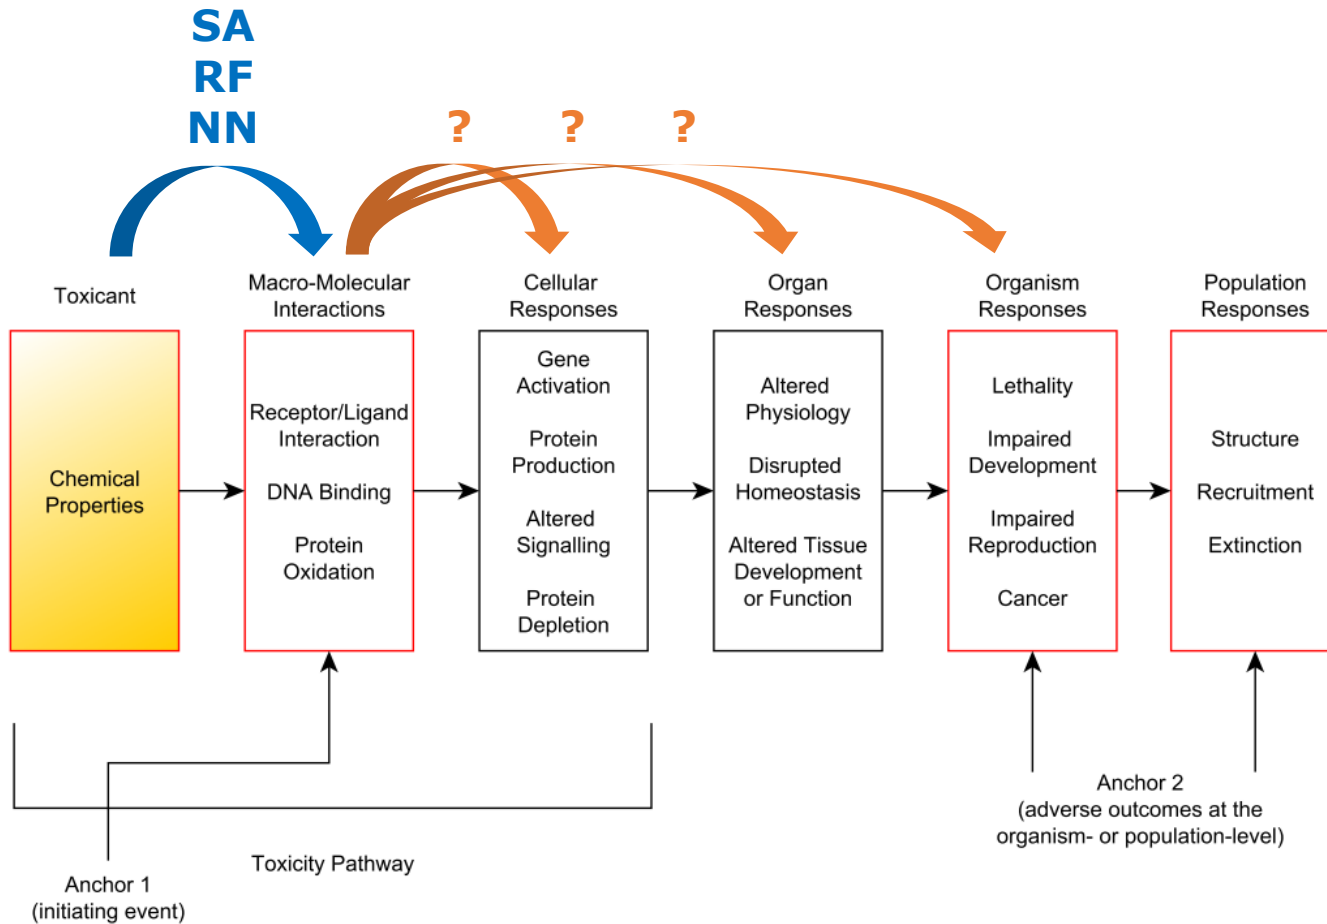 SA
RF
NN
?
?
?
Toxicant
Macro-Molecular
Interactions
Cellular
Responses
Organ
Responses
Organism
Responses
Population
Responses
Chemical
Properties
Receptor/Ligand
Interaction
DNA Binding
Protein
Oxidation
Gene
Activation
Protein
Production
Altered
Signalling
Protein
Depletion
Altered
Physiology
Disrupted
Homeostasis
Altered Tissue
Development
or Function
Lethality
Impaired
Development
Impaired
Reproduction
Cancer
Structure
Recruitment
Extinction
Anchor 1
(initiating event)
Toxicity Pathway
Anchor 2
(adverse outcomes at the
organism- or population-level)